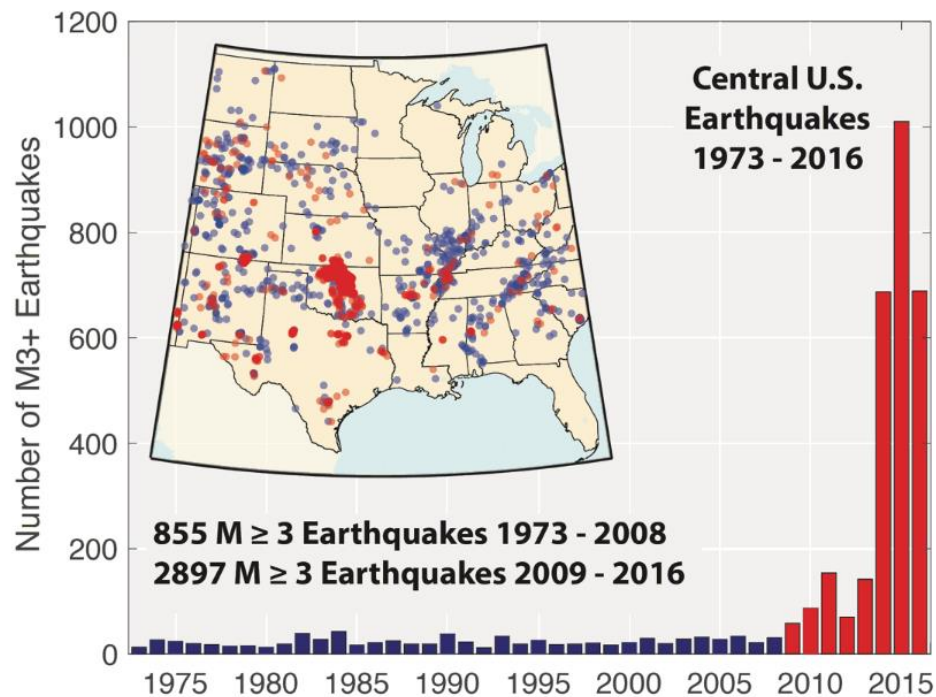 Number of M3+ Earthquakes
1200
1000
800
600
400
200
0
Central U.S.
Earthquakes
1973 - 2016
855 M ≥ 3 Earthquakes 1973 - 2008
2897 M ≥ 3 Earthquakes 2009 - 2016
1975 1980 1985 1990 1995 2000 2005 2010 2015